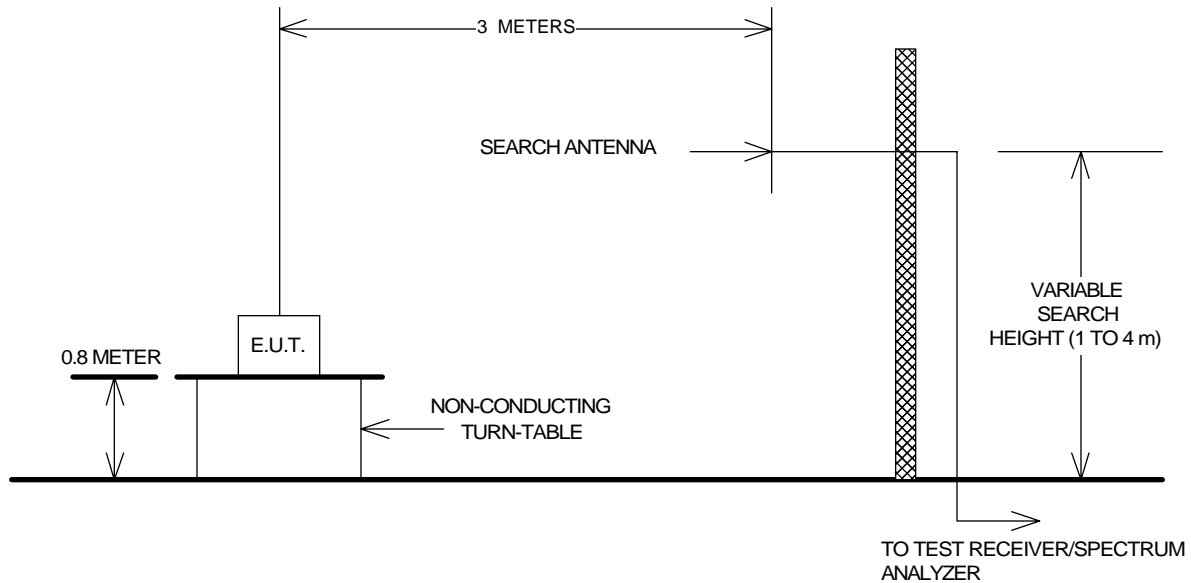 3 METERS
SEARCH ANTENNA
VARIABLE
SEARCH
HEIGHT (1 TO 4 m)
E.U.T.
0.8 METER
NON-CONDUCTING
TURN-TABLE
TO TEST RECEIVER/SPECTRUM
ANALYZER